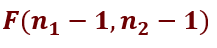 F(n₁ − 1, n₂ − 1)